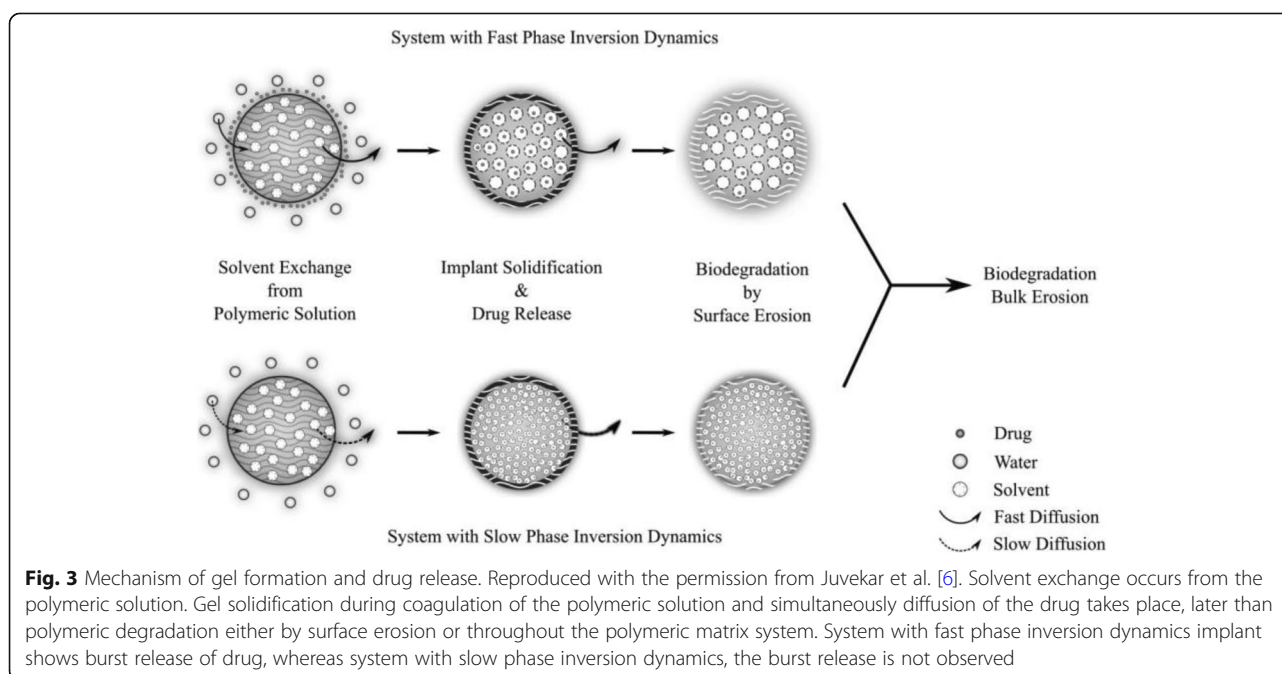 System with Fast Phase Inversion Dynamics
Solvent Exchange
from
Polymeric Solution
Implant Solidification
&
Drug Release
Biodegradation
by
Surface Erosion
Biodegradation
Bulk Erosion
Drug
Water
Solvent
Fast Diffusion
Slow Diffusion
System with Slow Phase Inversion Dynamics
Fig. 3 Mechanism of gel formation and drug release. Reproduced with the permission from Juvekar et al. [6]. Solvent exchange occurs from the
polymeric solution. Gel solidification during coagulation of the polymeric solution and simultaneously diffusion of the drug takes place, later than
polymeric degradation either by surface erosion or throughout the polymeric matrix system. System with fast phase inversion dynamics implant
shows burst release of drug, whereas system with slow phase inversion dynamics, the burst release is not observed